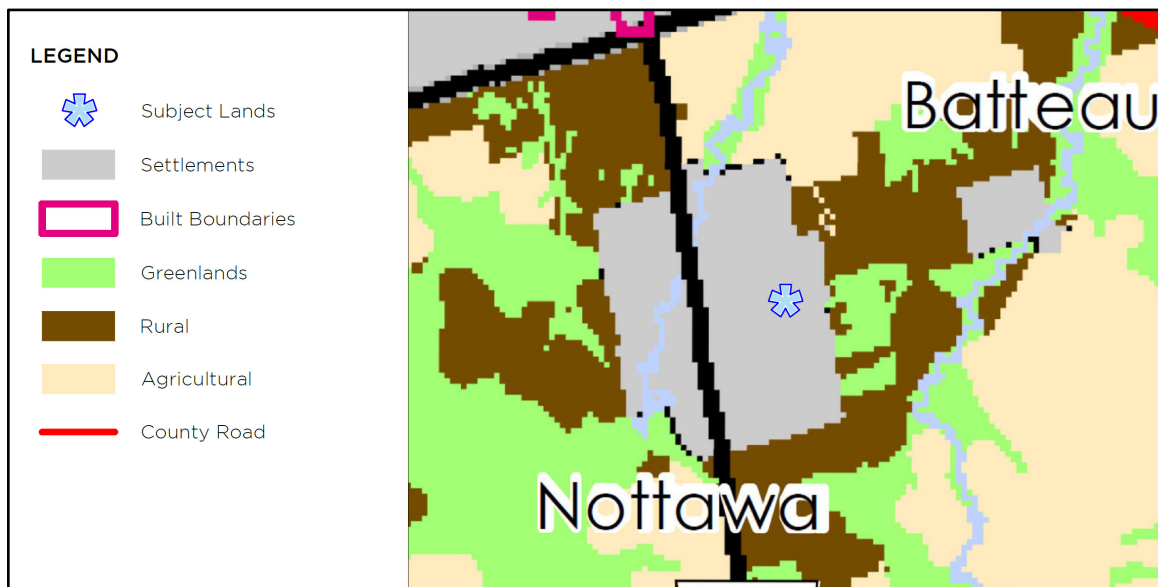 LEGEND
Subject Lands
Settlements
Built Boundaries
Greenlands
Rural
Agricultural
County Road
Batteau
Nottawa